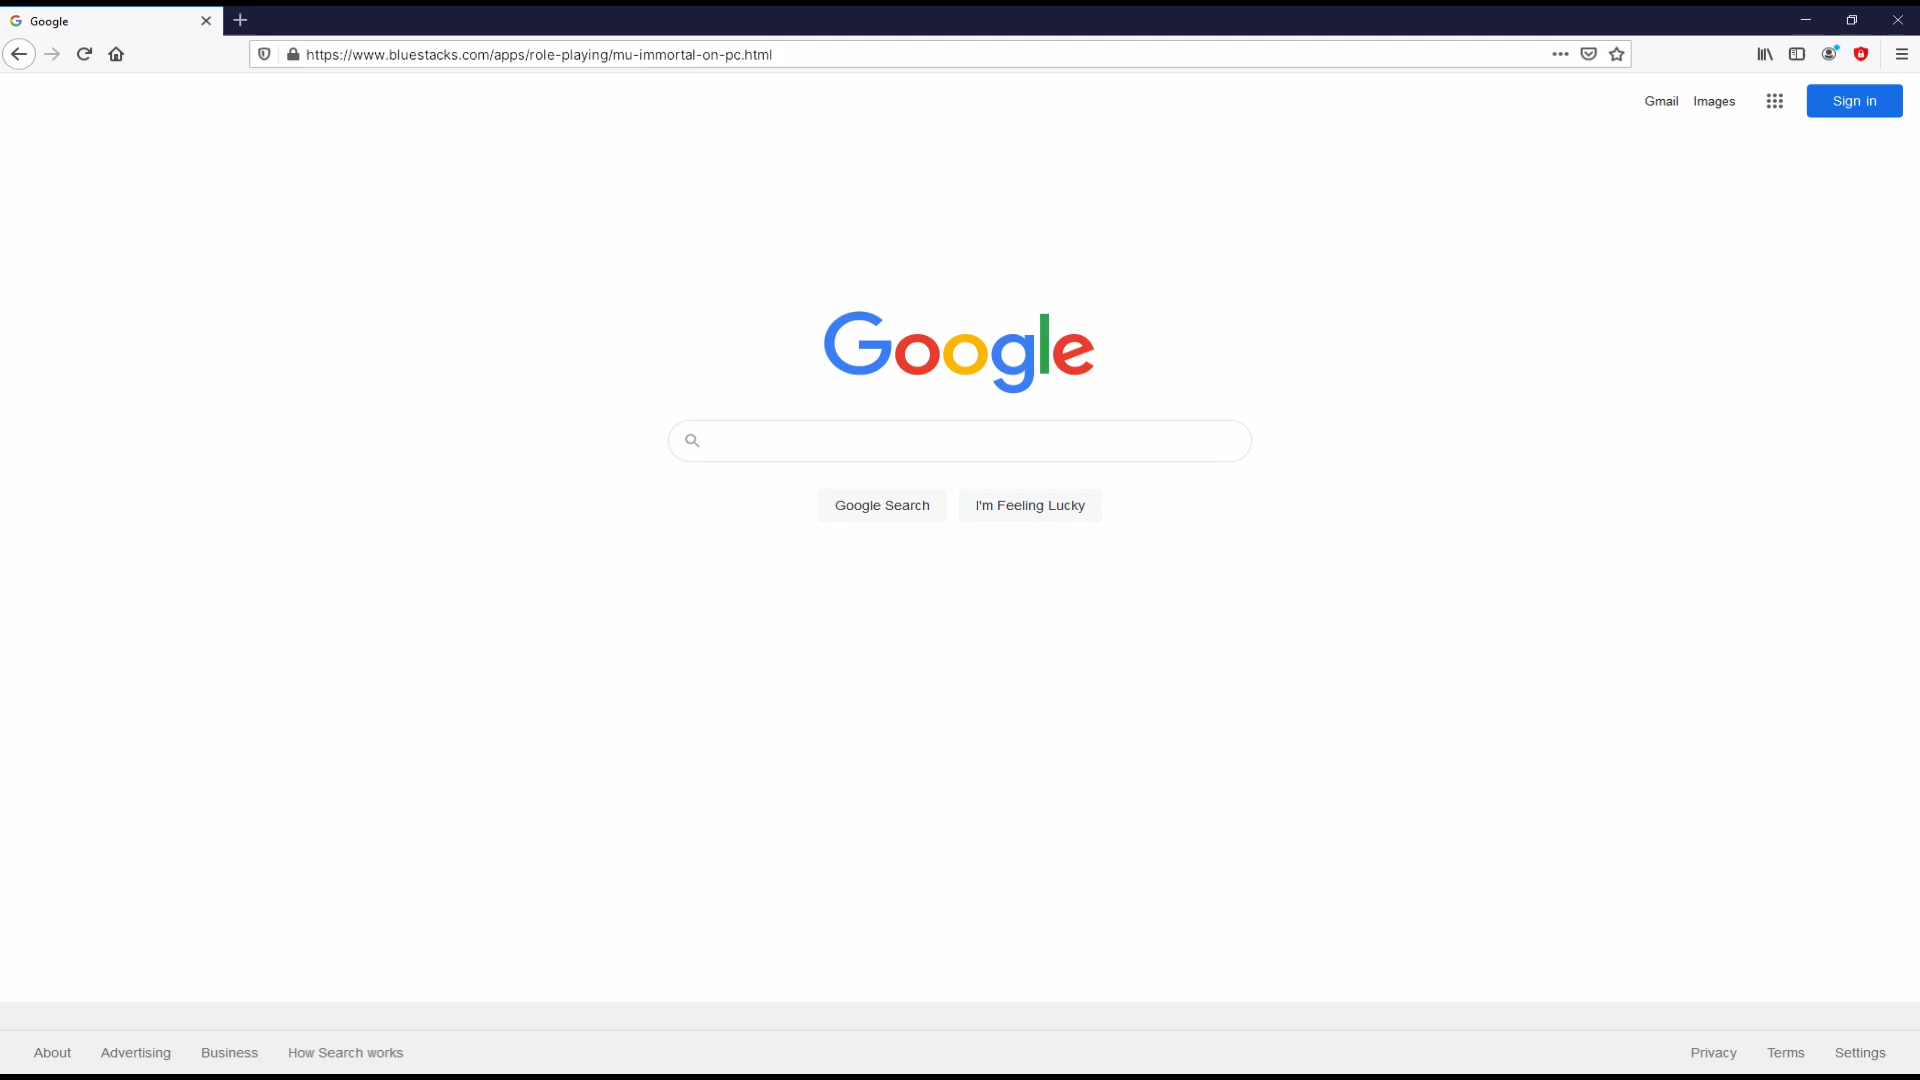 Google
https://www.bluestacks.com/apps/role-playing/mu-immortal-on-pc.html
Gmail Images Sign in
Google
Google Search I'm Feeling Lucky
About Advertising Business How Search works Privacy Terms Settings